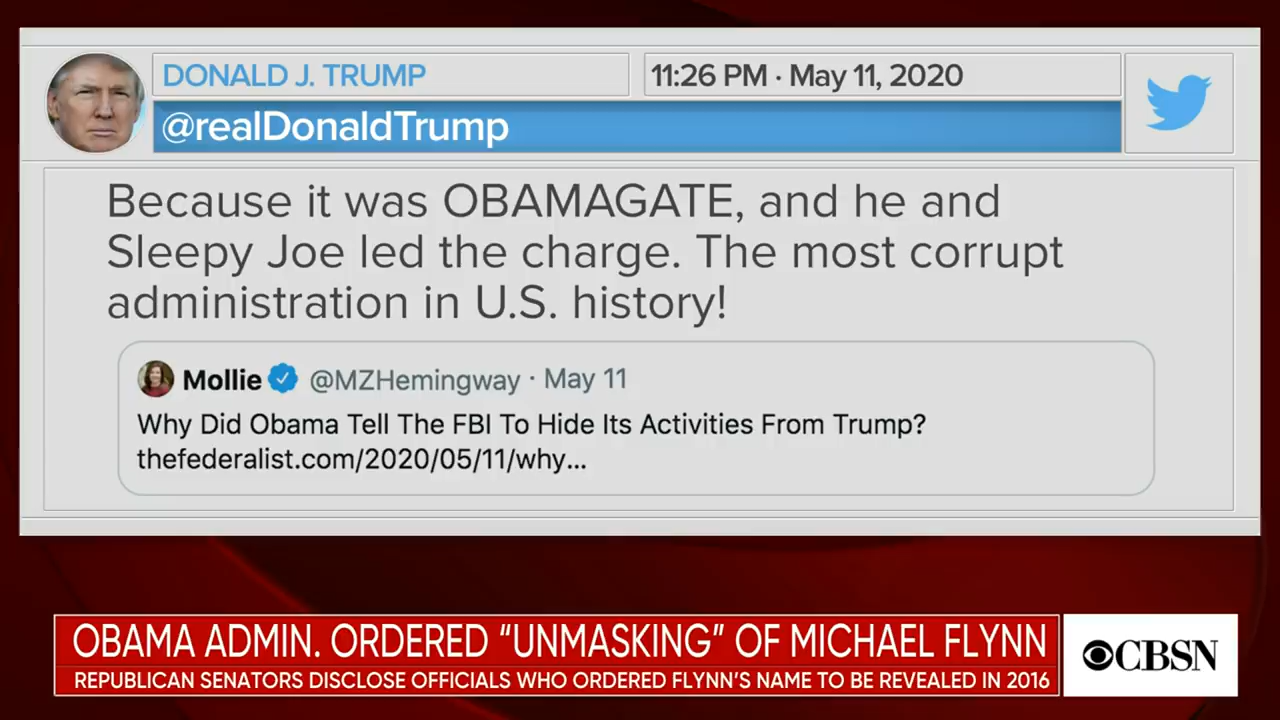 DONALD J. TRUMP
11:26 PM · May 11, 2020
@realDonaldTrump
Because it was OBAMAGATE, and he and
Sleepy Joe led the charge. The most corrupt
administration in U.S. history!
Mollie @MZHemingway · May 11
Why Did Obama Tell The FBI To Hide Its Activities From Trump?
thefederalist.com/2020/05/11/why...
OBAMA ADMIN. ORDERED “UNMASKING” OF MICHAEL FLYNN
REPUBLICAN SENATORS DISCLOSE OFFICIALS WHO ORDERED FLYNN'S NAME TO BE REVEALED IN 2016
CBSN